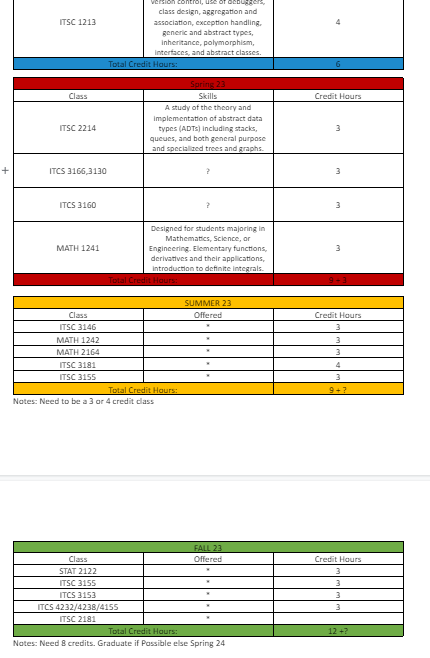 version control, use of debuggers,
class design, aggregation and
ITSC 1213 association, exception handling, 4
generic and abstract types,
inheritance, polymorphism,
interfaces, and abstract classes.
Total Credit Hours: 6
Spring 23
Class Skills Credit Hours
A study of the theory and
implementation of abstract data
ITSC 2214 types (ADTs) including stacks, 3
queues, and both general purpose
and specialized trees and graphs.
+ ITCS 3166,3130 ? 3
ITCS 3160 ? 3
Designed for students majoring in
Mathematics, Science, or
MATH 1241 Engineering. Elementary functions, 3
derivatives and their applications,
introduction to definite integrals.
Total Credit Hours: 9 + 3
SUMMER 23
Class Offered Credit Hours
ITSC 3146 * 3
MATH 1242 * 3
MATH 2164 * 3
ITSC 3181 * 4
ITSC 3155 * 3
Total Credit Hours: 9 + ?
Notes: Need to be a 3 or 4 credit class
FALL 23
Class Offered Credit Hours
STAT 2122 * 3
ITSC 3155 * 3
ITSC 3153 * 3
ITCS 4232/4238/4155 * 3
ITSC 2181 *
Total Credit Hours: 12 +?
Notes: Need 8 credits. Graduate if Possible else Spring 24